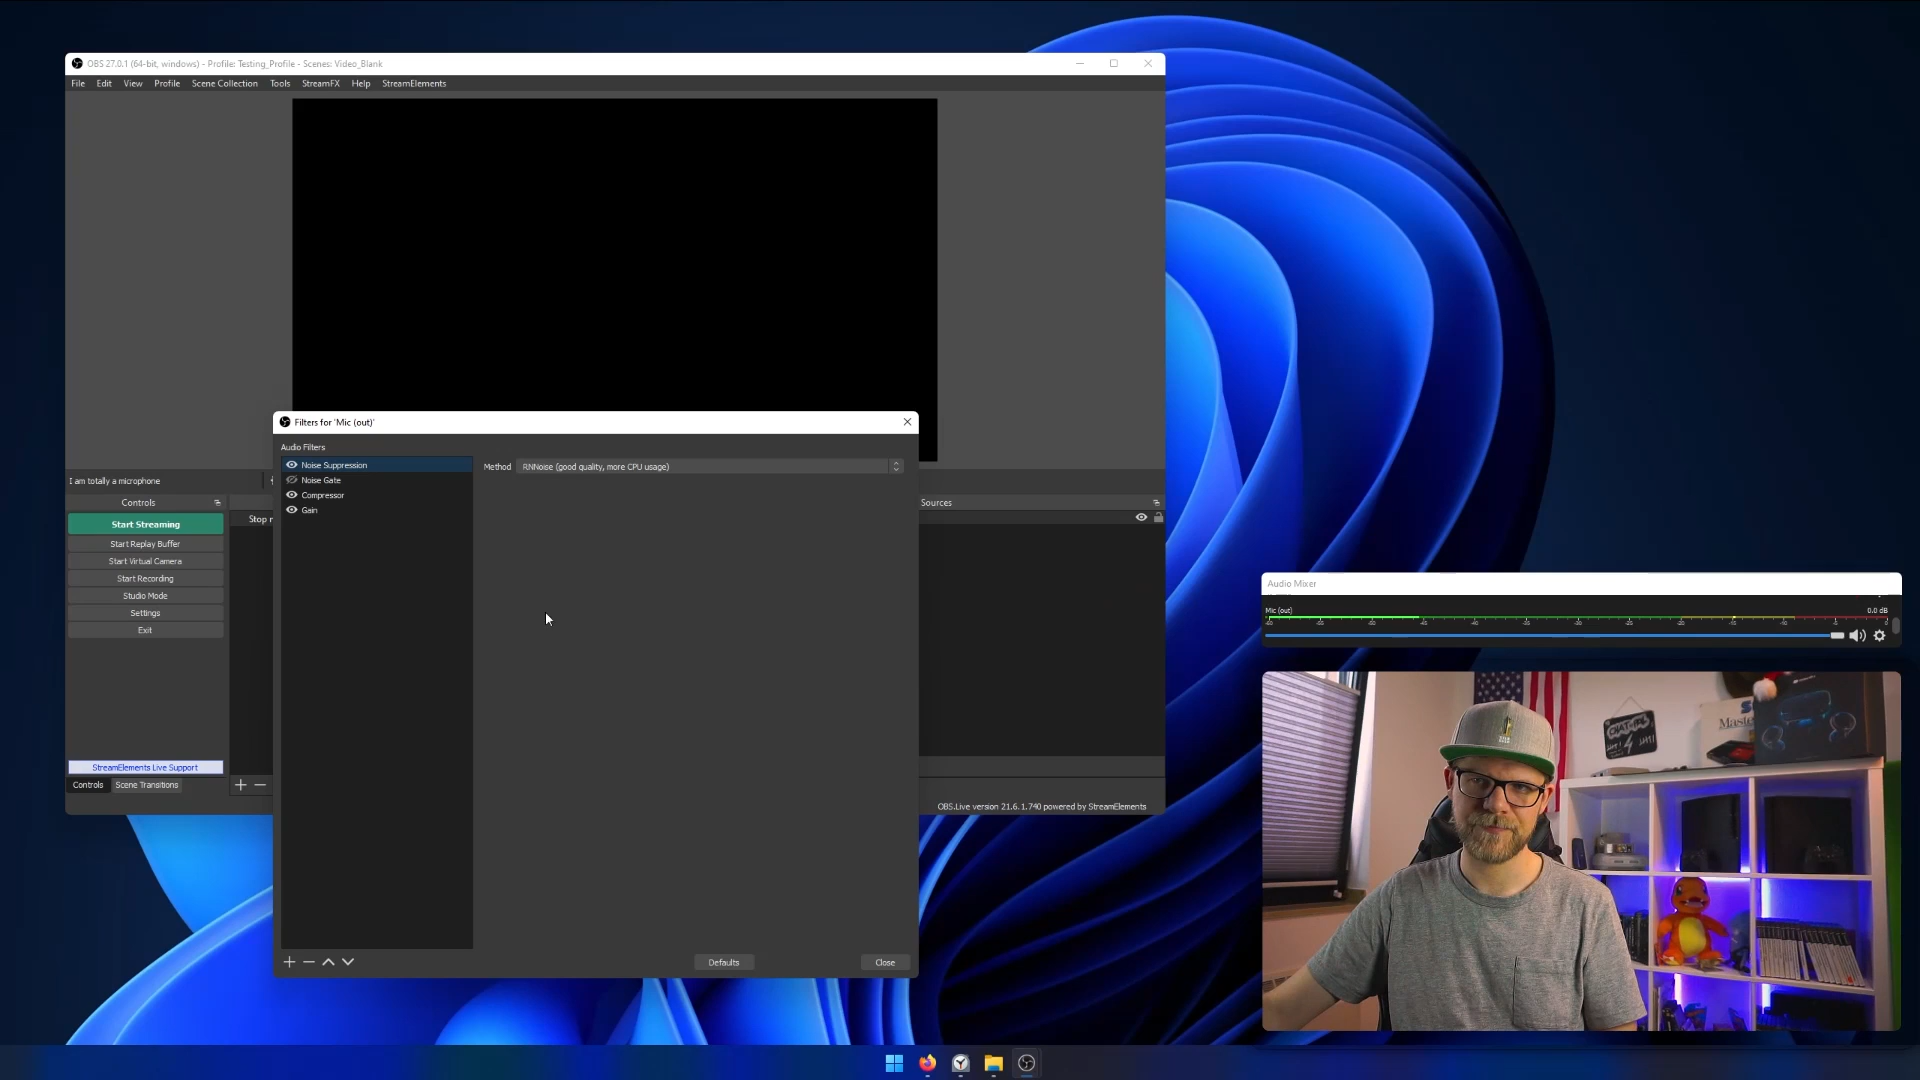 OBS 27.0.1 (64-bit, windows) - Profile: Testing_Profile - Scenes: Video_Blank
File Edit View Profile Scene Collection Tools StreamFX Help StreamElements
Filters for 'Mic (out)'
Audio Filters
Noise Suppression
Noise Gate
Compressor
Gain
Method RNNoise (good quality, more CPU usage)
Defaults
Close
I am totally a microphone
Controls
Start Streaming
Start Replay Buffer
Start Virtual Camera
Start Recording
Studio Mode
Settings
Exit
StreamElements Live Support
Controls Scene Transitions
Stop
Sources
OBS.Live version 21.6.1.740 powered by StreamElements
Audio Mixer
Mic (out) 0.0 dB